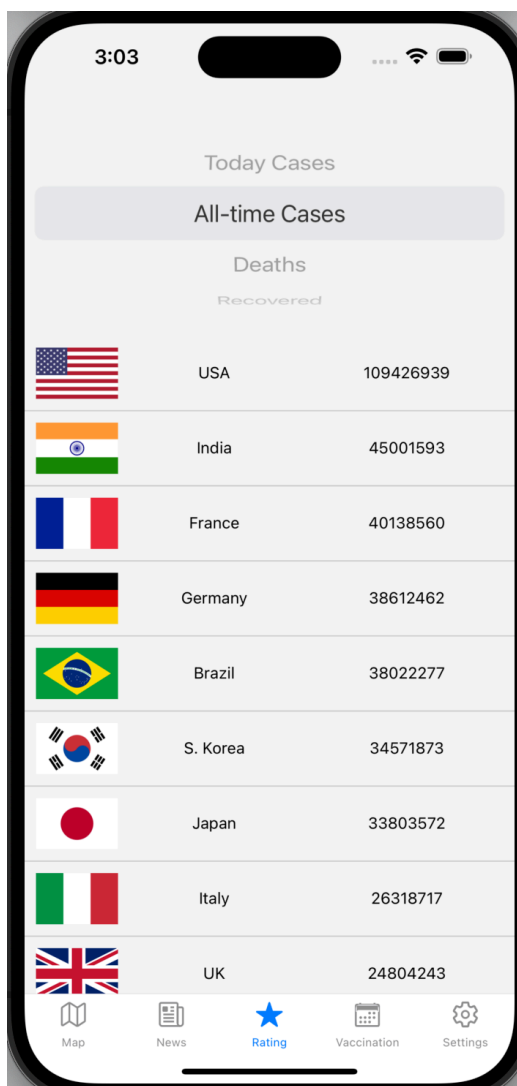 3:03
Today Cases
All-time Cases
Deaths
Recovered
USA 109426939
India 45001593
France 40138560
Germany 38612462
Brazil 38022277
S. Korea 34571873
Japan 33803572
Italy 26318717
UK 24804243
Map News Rating Vaccination Settings